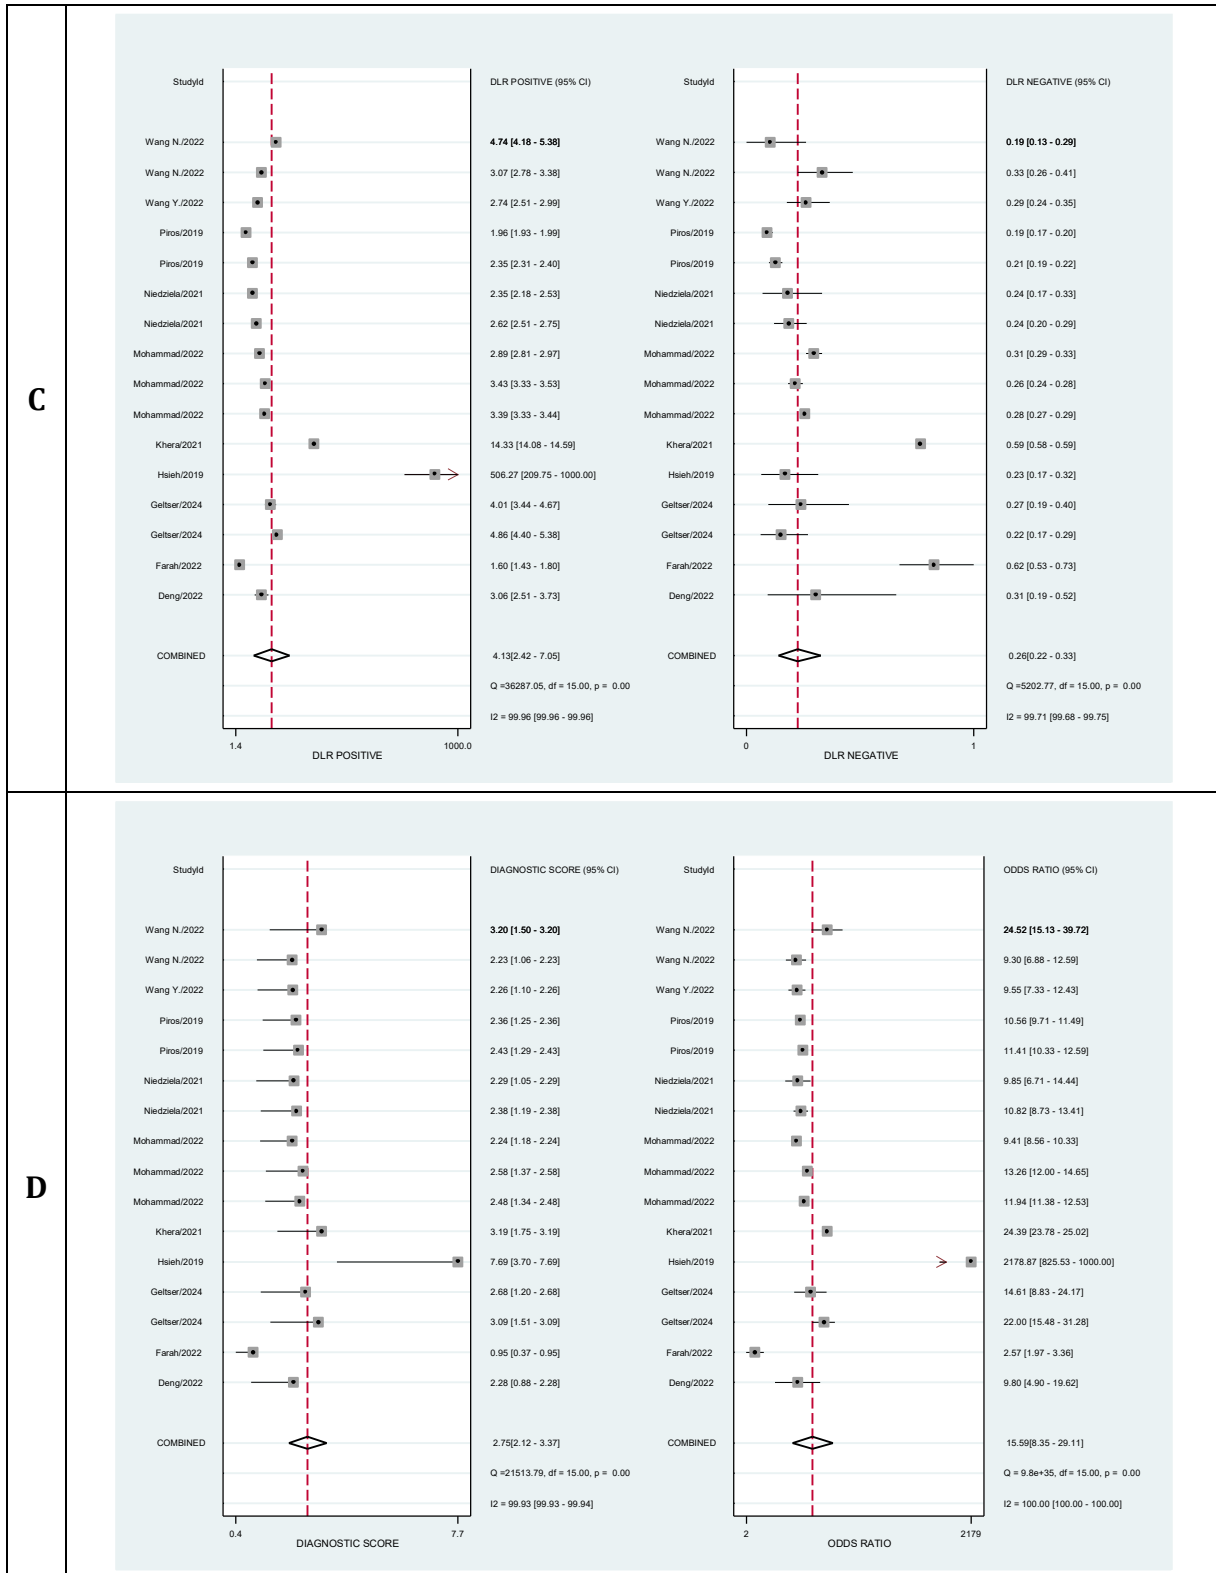 C
StudyId DLR POSITIVE (95% CI)
Wang N./2022 4.74 [4.18 - 5.38]
Wang N./2022 3.07 [2.78 - 3.38]
Wang Y./2022 2.74 [2.51 - 2.99]
Piros/2019 1.96 [1.93 - 1.99]
Piros/2019 2.35 [2.31 - 2.40]
Niedziela/2021 2.35 [2.18 - 2.53]
Niedziela/2021 2.62 [2.51 - 2.75]
Mohammad/2022 2.89 [2.81 - 2.97]
Mohammad/2022 3.43 [3.33 - 3.53]
Mohammad/2022 3.39 [3.33 - 3.44]
Khera/2021 14.33 [14.08 - 14.59]
Hsieh/2019 506.27 [209.75 - 1000.00]
Geltser/2024 4.01 [3.44 - 4.67]
Geltser/2024 4.86 [4.40 - 5.38]
Farah/2022 1.60 [1.43 - 1.80]
Deng/2022 3.06 [2.51 - 3.73]
COMBINED 4.13[2.42 - 7.05]
Q =36287.05, df = 15.00, p = 0.00
I2 = 99.96 [99.96 - 99.96]
1.4 1000.0
DLR POSITIVE
StudyId DLR NEGATIVE (95% CI)
Wang N./2022 0.19 [0.13 - 0.29]
Wang N./2022 0.33 [0.26 - 0.41]
Wang Y./2022 0.29 [0.24 - 0.35]
Piros/2019 0.19 [0.17 - 0.20]
Piros/2019 0.21 [0.19 - 0.22]
Niedziela/2021 0.24 [0.17 - 0.33]
Niedziela/2021 0.24 [0.20 - 0.29]
Mohammad/2022 0.31 [0.29 - 0.33]
Mohammad/2022 0.26 [0.24 - 0.28]
Mohammad/2022 0.28 [0.27 - 0.29]
Khera/2021 0.59 [0.58 - 0.59]
Hsieh/2019 0.23 [0.17 - 0.32]
Geltser/2024 0.27 [0.19 - 0.40]
Geltser/2024 0.22 [0.17 - 0.29]
Farah/2022 0.62 [0.53 - 0.73]
Deng/2022 0.31 [0.19 - 0.52]
COMBINED 0.26[0.22 - 0.33]
Q =5202.77, df = 15.00, p = 0.00
I2 = 99.71 [99.68 - 99.75]
0 1
DLR NEGATIVE
D
StudyId DIAGNOSTIC SCORE (95% CI)
Wang N./2022 3.20 [1.50 - 3.20]
Wang N./2022 2.23 [1.06 - 2.23]
Wang Y./2022 2.26 [1.10 - 2.26]
Piros/2019 2.36 [1.25 - 2.36]
Piros/2019 2.43 [1.29 - 2.43]
Niedziela/2021 2.29 [1.05 - 2.29]
Niedziela/2021 2.38 [1.19 - 2.38]
Mohammad/2022 2.24 [1.18 - 2.24]
Mohammad/2022 2.58 [1.37 - 2.58]
Mohammad/2022 2.48 [1.34 - 2.48]
Khera/2021 3.19 [1.75 - 3.19]
Hsieh/2019 7.69 [3.70 - 7.69]
Geltser/2024 2.68 [1.20 - 2.68]
Geltser/2024 3.09 [1.51 - 3.09]
Farah/2022 0.95 [0.37 - 0.95]
Deng/2022 2.28 [0.88 - 2.28]
COMBINED 2.75[2.12 - 3.37]
Q =21513.79, df = 15.00, p = 0.00
I2 = 99.93 [99.93 - 99.94]
0.4 7.7
DIAGNOSTIC SCORE
StudyId ODDS RATIO (95% CI)
Wang N./2022 24.52 [15.13 - 39.72]
Wang N./2022 9.30 [6.88 - 12.59]
Wang Y./2022 9.55 [7.33 - 12.43]
Piros/2019 10.56 [9.71 - 11.49]
Piros/2019 11.41 [10.33 - 12.59]
Niedziela/2021 9.85 [6.71 - 14.44]
Niedziela/2021 10.82 [8.73 - 13.41]
Mohammad/2022 9.41 [8.56 - 10.33]
Mohammad/2022 13.26 [12.00 - 14.65]
Mohammad/2022 11.94 [11.38 - 12.53]
Khera/2021 24.39 [23.78 - 25.02]
Hsieh/2019 2178.87 [825.53 - 1000.00]
Geltser/2024 14.61 [8.83 - 24.17]
Geltser/2024 22.00 [15.48 - 31.28]
Farah/2022 2.57 [1.97 - 3.36]
Deng/2022 9.80 [4.90 - 19.62]
COMBINED 15.59[8.35 - 29.11]
Q = 9.8e+35, df = 15.00, p = 0.00
I2 = 100.00 [100.00 - 100.00]
2 2179
ODDS RATIO